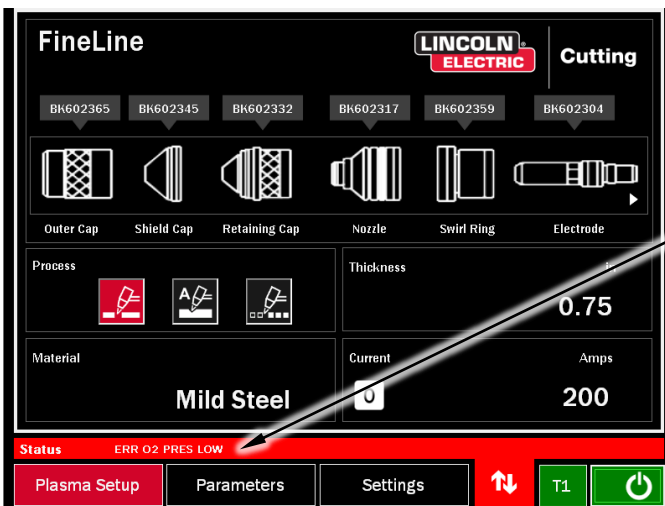 FineLine
LINCOLN®
ELECTRIC
Cutting
BK602365 BK602345 BK602332 BK602317 BK602359 BK602304
Outer Cap Shield Cap Retaining Cap Nozzle Swirl Ring Electrode
Process
A
Thickness in
0.75
Material
Mild Steel
Current Amps
O 200
Status ERR O2 PRES LOW
Plasma Setup Parameters Settings T1